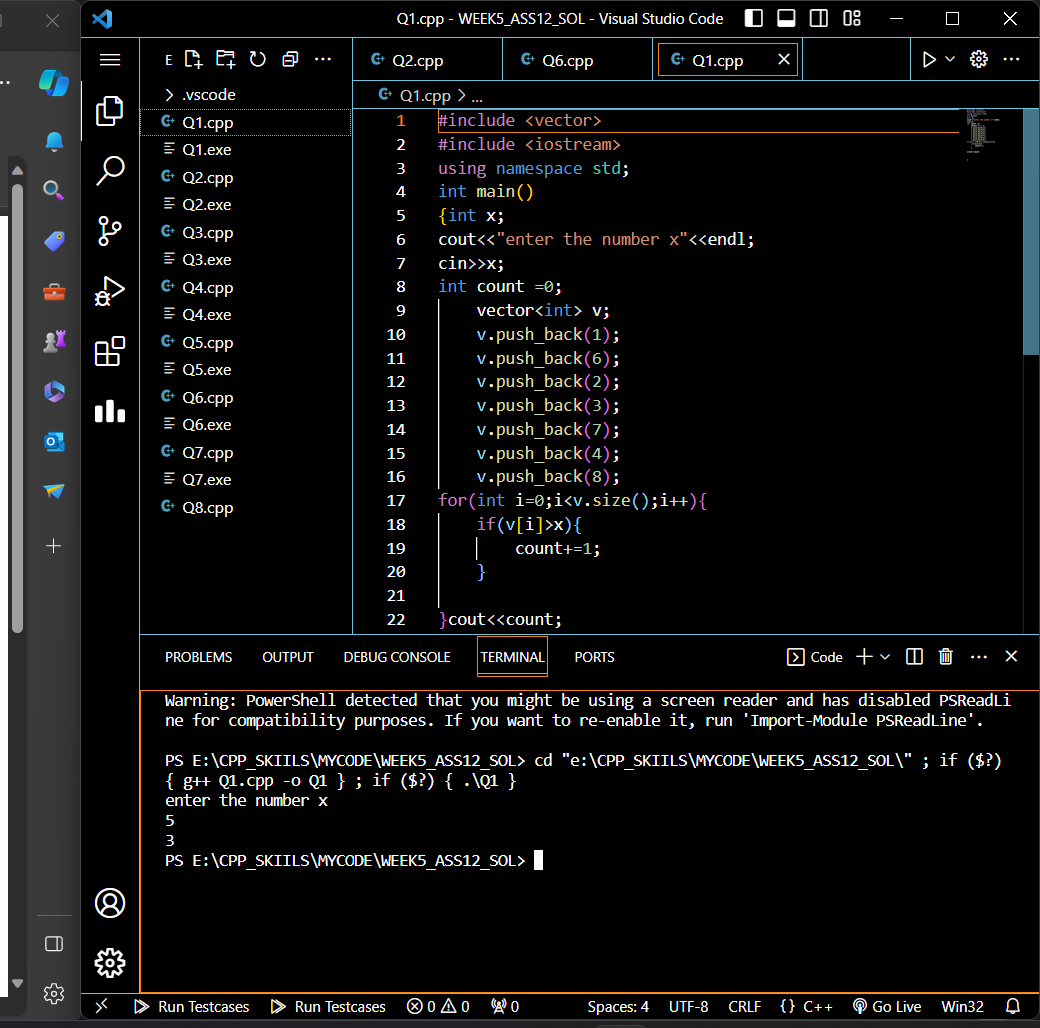 Q1.cpp - WEEK5_ASS12_SOL - Visual Studio Code
E
Q2.cpp
Q6.cpp
Q1.cpp
.vscode
Q1.cpp
Q1.exe
Q2.cpp
Q2.exe
Q3.cpp
Q3.exe
Q4.cpp
Q4.exe
Q5.cpp
Q5.exe
Q6.cpp
Q6.exe
Q7.cpp
Q7.exe
Q8.cpp
Q1.cpp > ...
1 #include <vector>
2 #include <iostream>
3 using namespace std;
4 int main()
5 {int x;
6 cout<<"enter the number x"<<endl;
7 cin>>x;
8 int count =0;
9 vector<int> v;
10 v.push_back(1);
11 v.push_back(6);
12 v.push_back(2);
13 v.push_back(3);
14 v.push_back(7);
15 v.push_back(4);
16 v.push_back(8);
17 for(int i=0;i<v.size();i++){
18 if(v[i]>x){
19 count+=1;
20 }
21
22 }cout<<count;
PROBLEMS OUTPUT DEBUG CONSOLE TERMINAL PORTS Code
Warning: PowerShell detected that you might be using a screen reader and has disabled PSReadLi
ne for compatibility purposes. If you want to re-enable it, run 'Import-Module PSReadLine'.
PS E:\CPP_SKIILS\MYCODE\WEEK5_ASS12_SOL> cd "e:\CPP_SKIILS\MYCODE\WEEK5_ASS12_SOL\" ; if ($?)
{ g++ Q1.cpp -o Q1 } ; if ($?) { .\Q1 }
enter the number x
5
3
PS E:\CPP_SKIILS\MYCODE\WEEK5_ASS12_SOL>
Run Testcases Run Testcases 0 0 0 Spaces: 4 UTF-8 CRLF {} C++ Go Live Win32